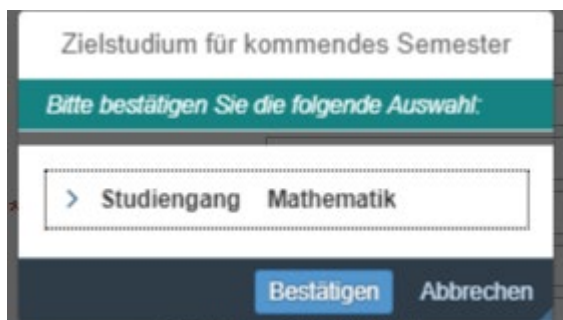 Zielstudium für kommendes Semester
Bitte bestätigen Sie die folgende Auswahl:
> Studiengang Mathematik
Bestätigen Abbrechen